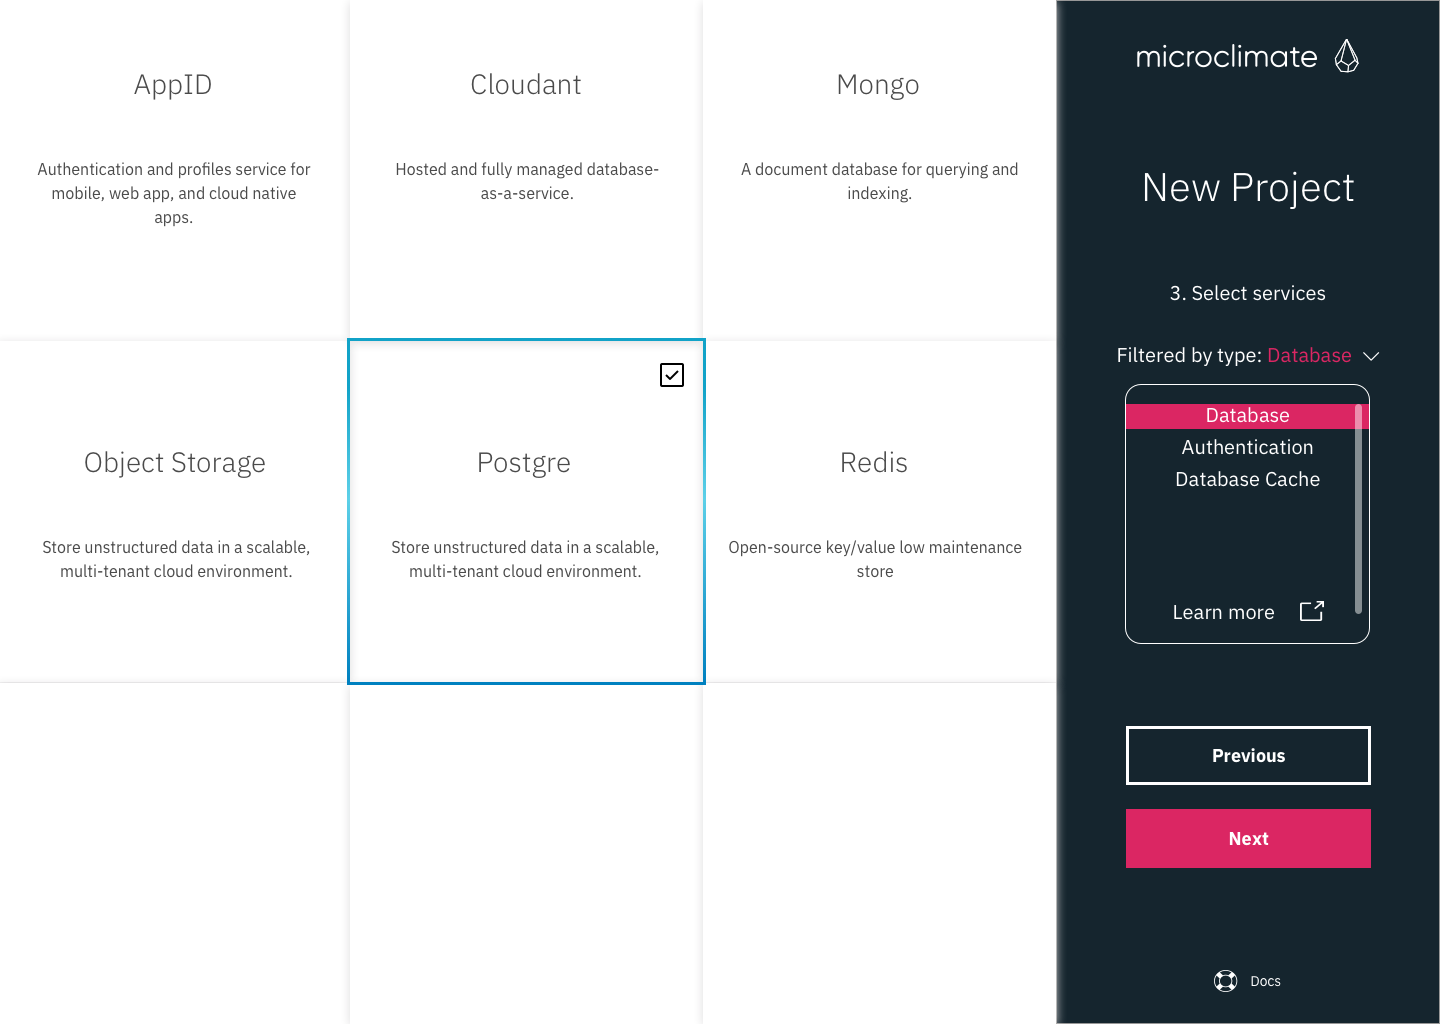 AppID
Authentication and profiles service for
mobile, web app, and cloud native
apps.
Cloudant
Hosted and fully managed database-
as-a-service.
Mongo
A document database for querying and
indexing.
Object Storage
Store unstructured data in a scalable,
multi-tenant cloud environment.
Postgre
Store unstructured data in a scalable,
multi-tenant cloud environment.
Redis
Open-source key/value low maintenance
store
microclimate
New Project
3. Select services
Filtered by type: Database
Database
Authentication
Database Cache
Learn more
Previous
Next
Docs